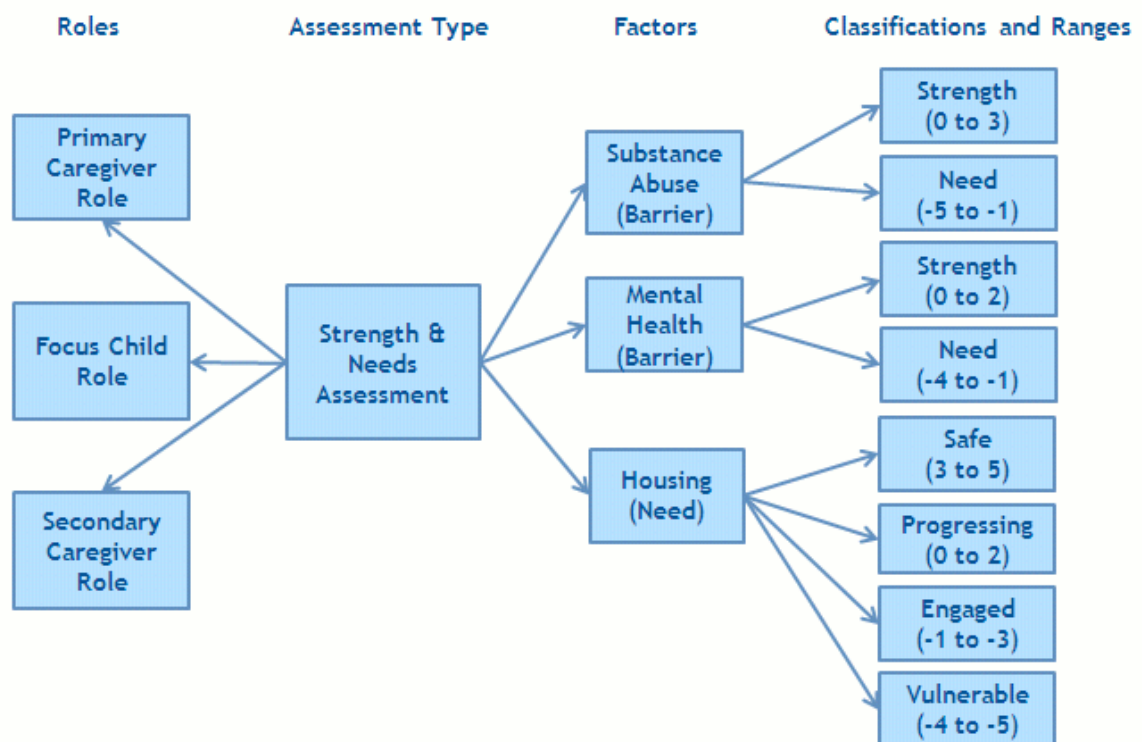 Roles
Assessment Type
Factors
Classifications and Ranges
Primary
Caregiver
Role
Focus Child
Role
Secondary
Caregiver
Role
Strength &
Needs
Assessment
Substance
Abuse
(Barrier)
Mental
Health
(Barrier)
Housing
(Need)
Strength
(0 to 3)
Need
(-5 to -1)
Strength
(0 to 2)
Need
(-4 to -1)
Safe
(3 to 5)
Progressing
(0 to 2)
Engaged
(-1 to -3)
Vulnerable
(-4 to -5)